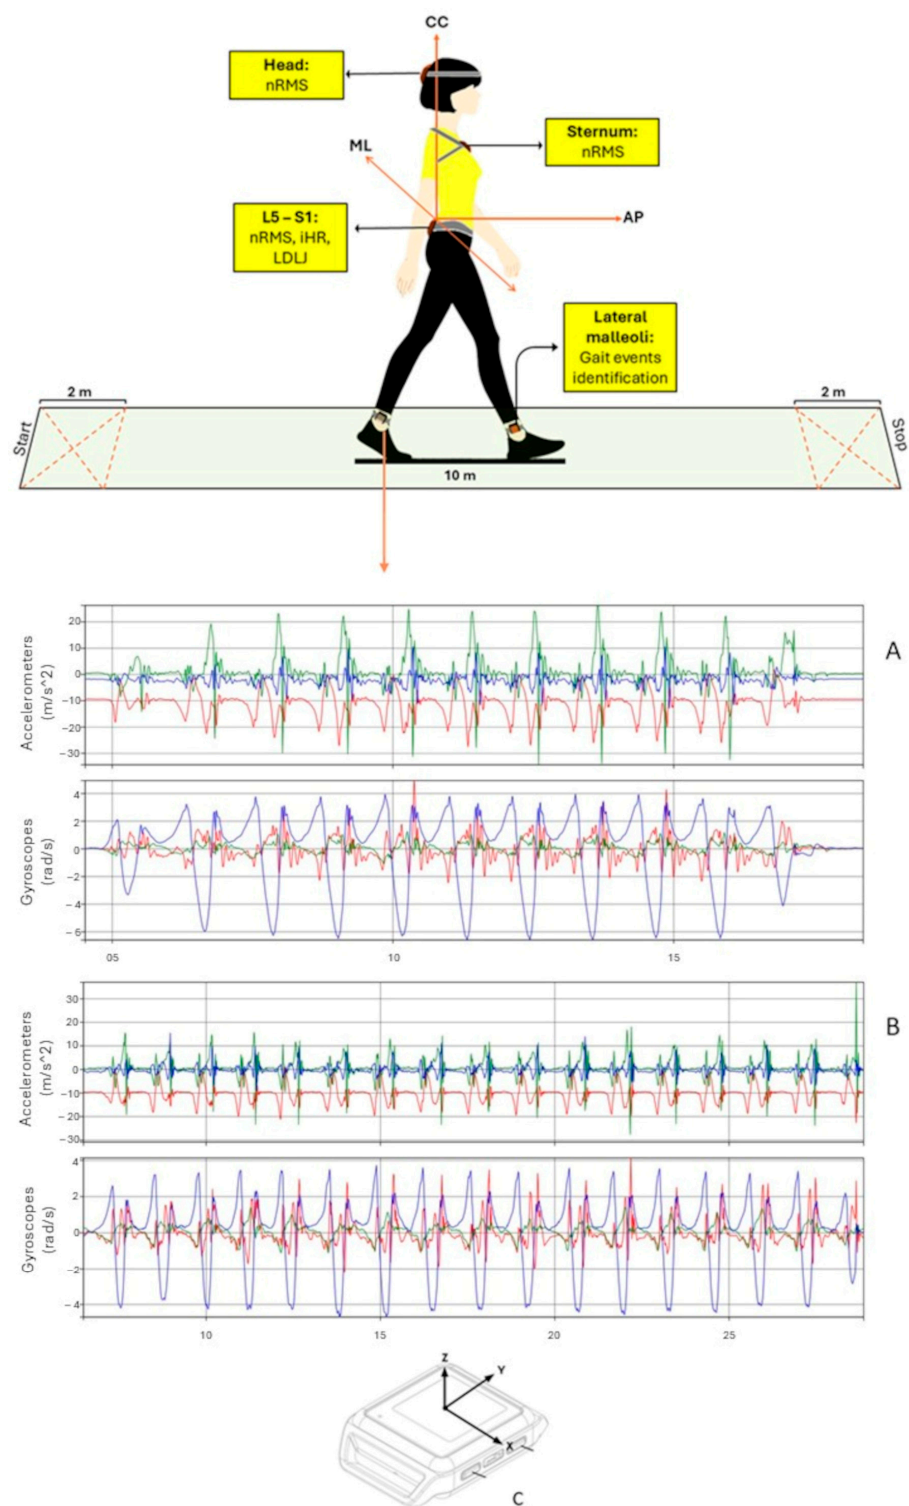 CC
Head:
nRMS
Sternum:
nRMS
ML
L5 – S1:
nRMS, iHR,
LDLJ
AP
Lateral
malleoli:
Gait events
identification
2 m
2 m
Start
Stop
10 m
A
Accelerometers
(m/s^2)
20
10
0
−10
−20
−30
Gyroscopes
(rad/s)
4
2
0
−2
−4
−6
05
10
15
B
Accelerometers
(m/s^2)
30
20
10
0
−10
−20
−30
Gyroscopes
(rad/s)
4
2
0
−2
−4
10
15
20
25
Z
Y
X
C